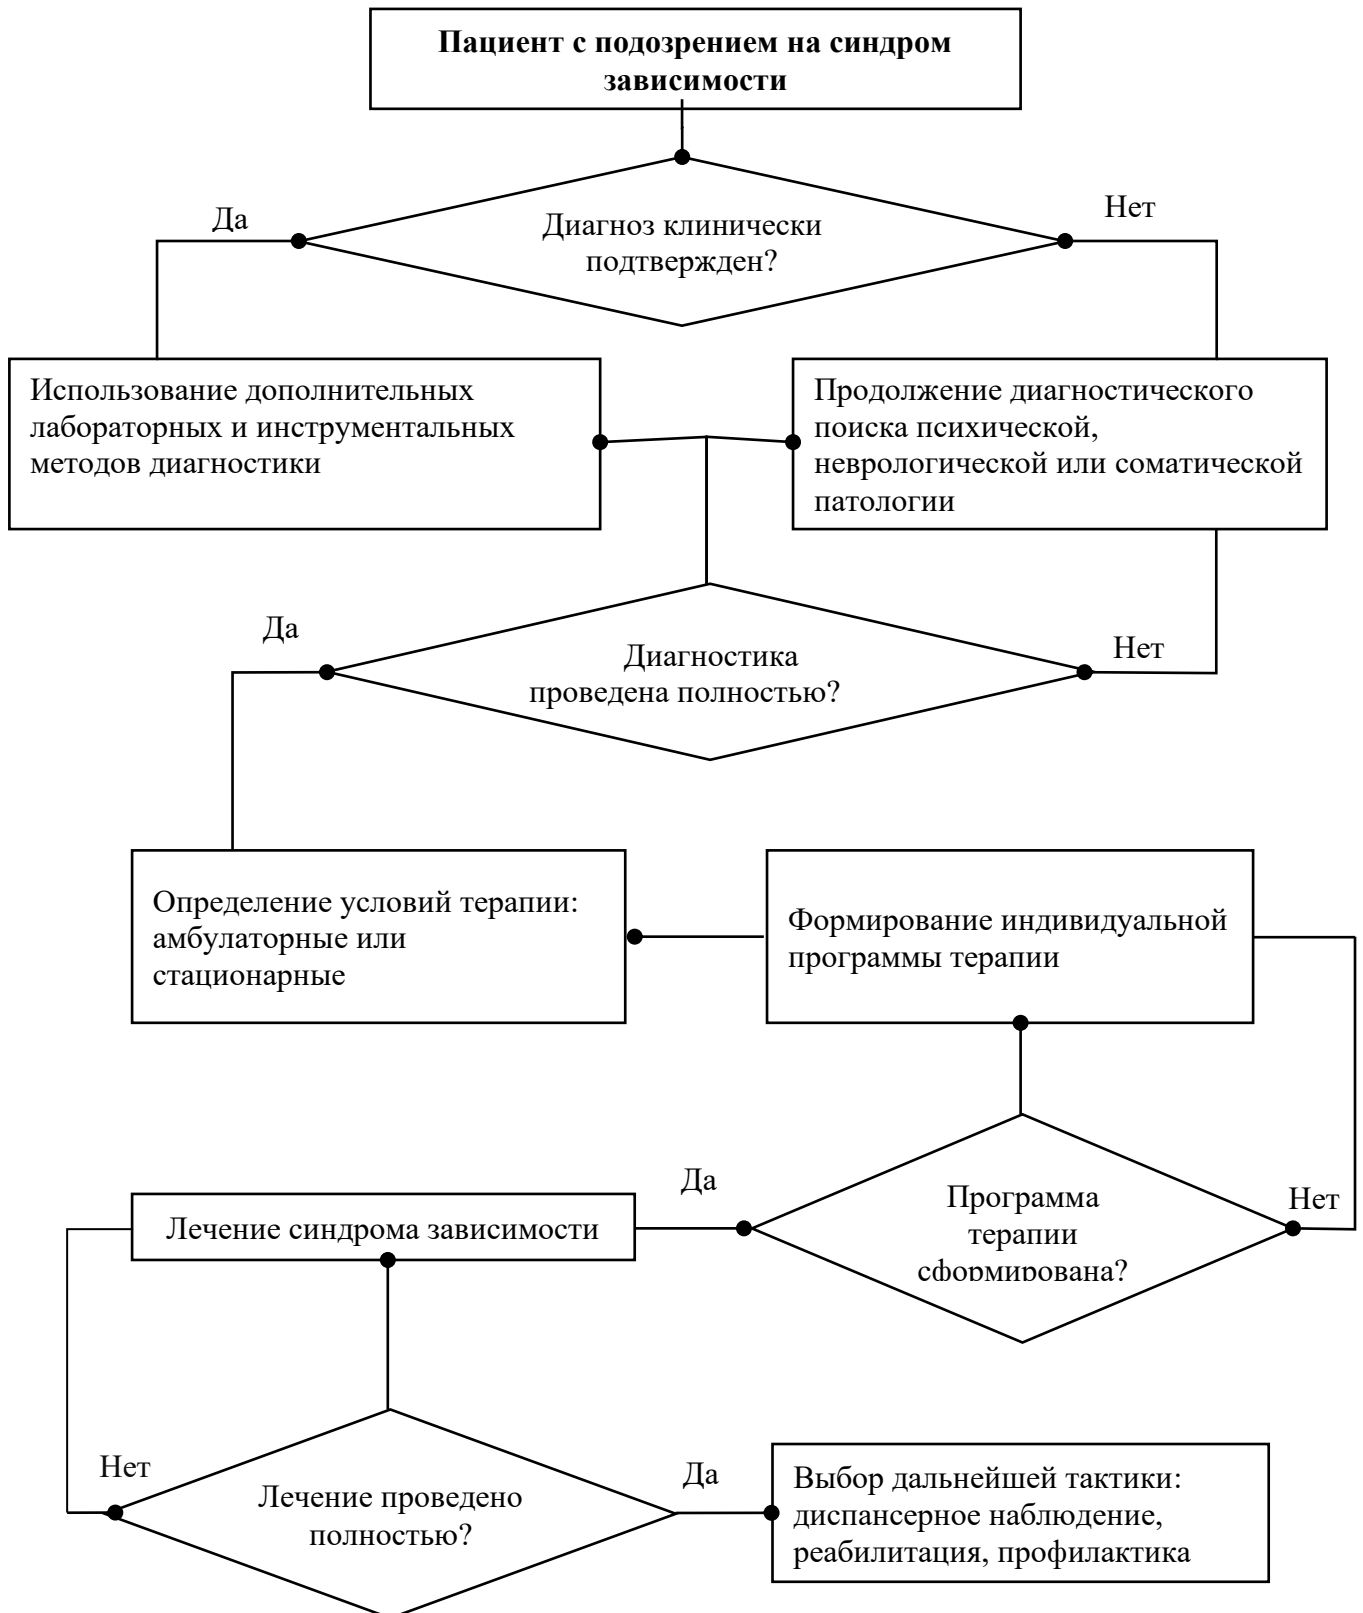 Пациент с подозрением на синдром
зависимости
Да
Нет
Диагноз клинически
подтвержден?
Использование дополнительных
лабораторных и инструментальных
методов диагностики
Продолжение диагностического
поиска психической,
неврологической или соматической
патологии
Да
Нет
Диагностика
проведена полностью?
Определение условий терапии:
амбулаторные или
стационарные
Формирование индивидуальной
программы терапии
Да
Нет
Программа
терапии
сформирована?
Лечение синдрома зависимости
Нет
Да
Лечение проведено
полностью?
Выбор дальнейшей тактики:
диспансерное наблюдение,
реабилитация, профилактика